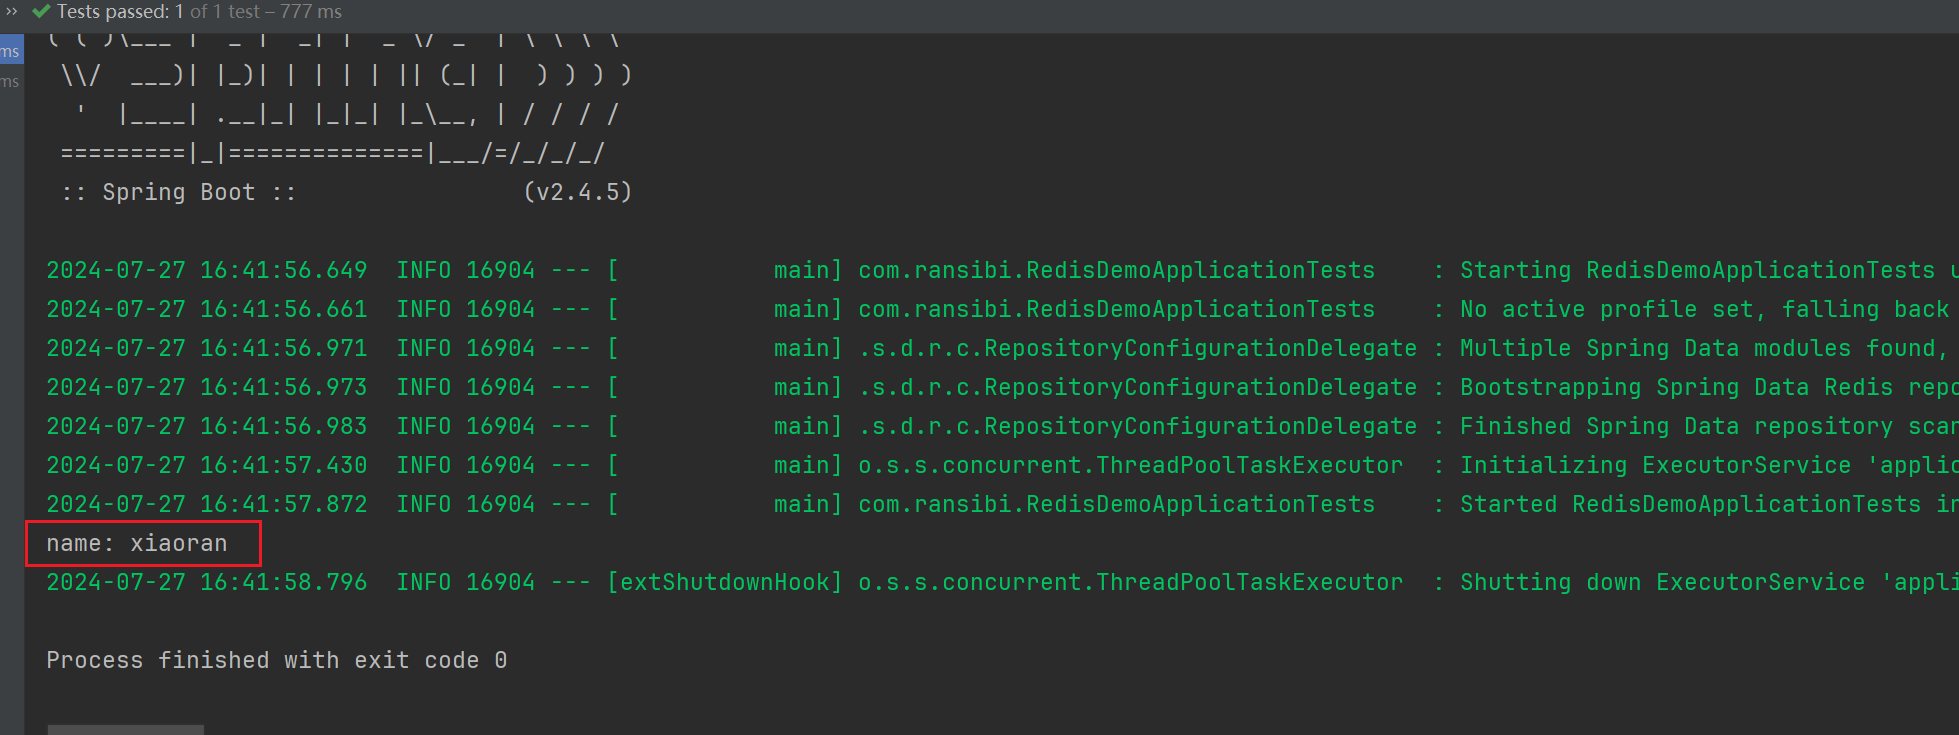 Tests passed: 1 of 1 test – 777 ms
ms
ms
( ( )\___ | '_ | '_| | '_ \/ _` | \ \ \ \
 \\/  ___)| |_)| | | | | || (_| |  ) ) ) )
  '  |____| .__|_| |_|_| |_\__, | / / / /
 =========|_|==============|___/=/_/_/_/
 :: Spring Boot ::                (v2.4.5)
2024-07-27 16:41:56.649  INFO 16904 --- [           main] com.ransibi.RedisDemoApplicationTests    : Starting RedisDemoApplicationTests u
2024-07-27 16:41:56.661  INFO 16904 --- [           main] com.ransibi.RedisDemoApplicationTests    : No active profile set, falling back
2024-07-27 16:41:56.971  INFO 16904 --- [           main] .s.d.r.c.RepositoryConfigurationDelegate : Multiple Spring Data modules found,
2024-07-27 16:41:56.973  INFO 16904 --- [           main] .s.d.r.c.RepositoryConfigurationDelegate : Bootstrapping Spring Data Redis repo
2024-07-27 16:41:56.983  INFO 16904 --- [           main] .s.d.r.c.RepositoryConfigurationDelegate : Finished Spring Data repository scan
2024-07-27 16:41:57.430  INFO 16904 --- [           main] o.s.s.concurrent.ThreadPoolTaskExecutor  : Initializing ExecutorService 'applic
2024-07-27 16:41:57.872  INFO 16904 --- [           main] com.ransibi.RedisDemoApplicationTests    : Started RedisDemoApplicationTests in
name: xiaoran
2024-07-27 16:41:58.796  INFO 16904 --- [extShutdownHook] o.s.s.concurrent.ThreadPoolTaskExecutor  : Shutting down ExecutorService 'appli
Process finished with exit code 0